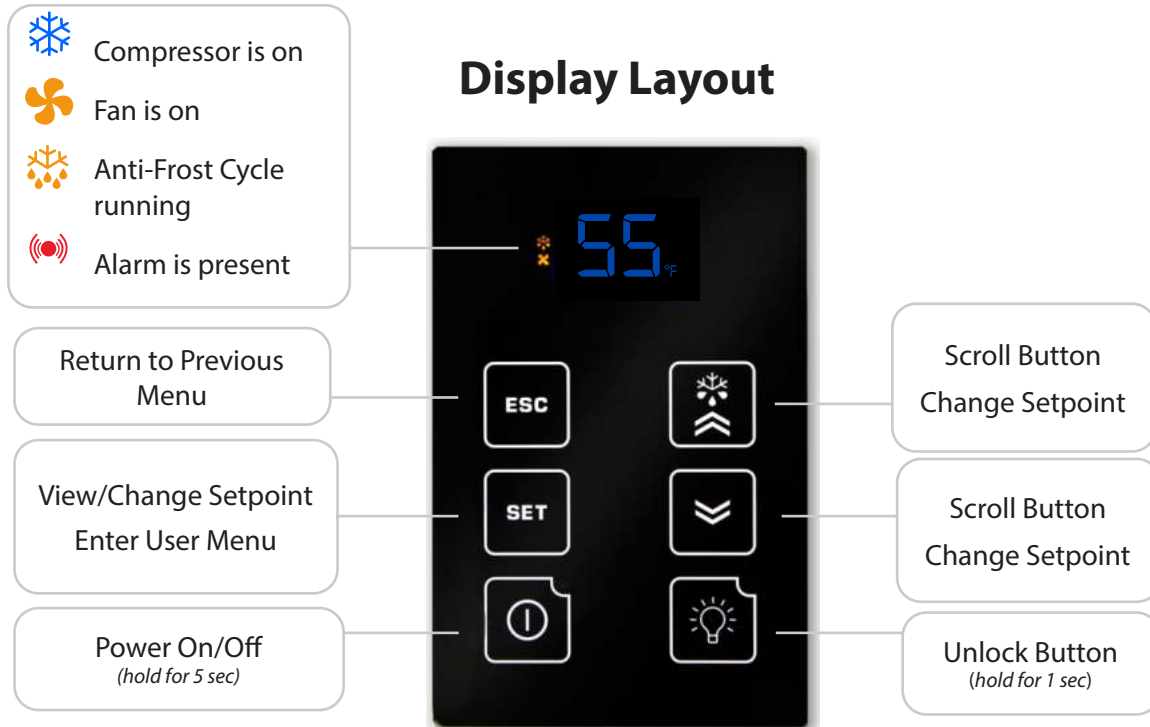 Compressor is on
Fan is on
Anti-Frost Cycle
running
Alarm is present
Display Layout
55 °F
Return to Previous
Menu
ESC
Scroll Button
Change Setpoint
View/Change Setpoint
Enter User Menu
SET
Scroll Button
Change Setpoint
Power On/Off
(hold for 5 sec)
Unlock Button
(hold for 1 sec)